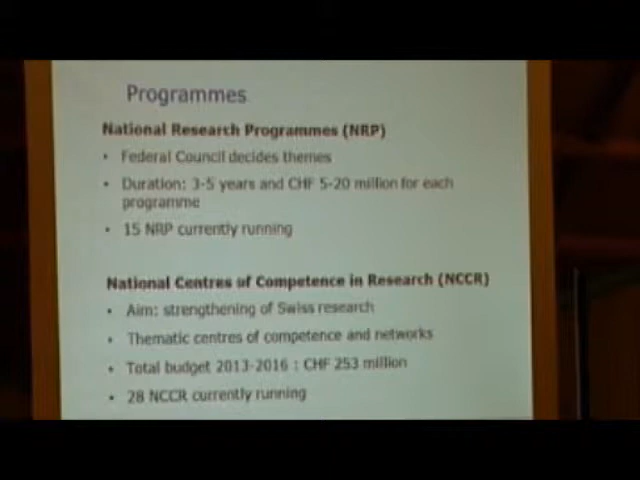 Programmes
National Research Programmes (NRP)
• Federal Council decides themes
• Duration: 3-5 years and CHF 5-20 million for each
programme
• 15 NRP currently running
National Centres of Competence in Research (NCCR)
• Aim: strengthening of Swiss research
• Thematic centres of competence and networks
• Total budget 2013-2016 : CHF 253 million
• 28 NCCR currently running